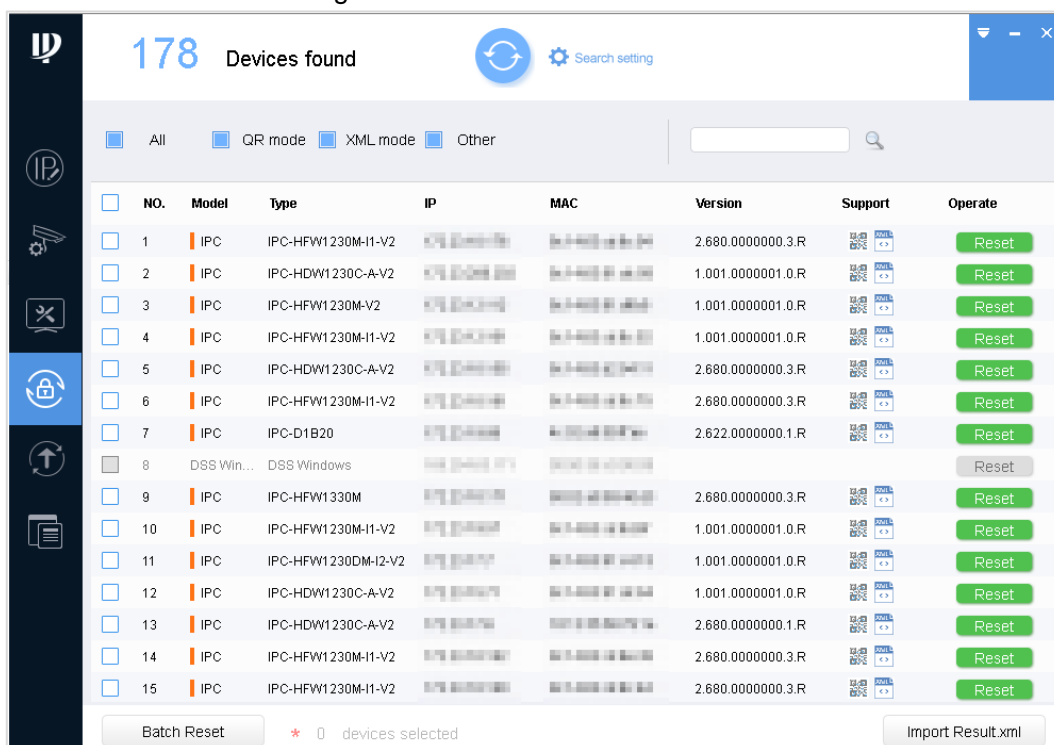 178 Devices found Search setting
All QR mode XML mode Other
NO. Model Type IP MAC Version Support Operate
1 IPC IPC-HFW1230M-I1-V2 2.680.0000000.3.R Reset
2 IPC IPC-HDW1230C-A-V2 1.001.0000001.0.R Reset
3 IPC IPC-HFW1230M-V2 1.001.0000001.0.R Reset
4 IPC IPC-HFW1230M-I1-V2 1.001.0000001.0.R Reset
5 IPC IPC-HDW1230C-A-V2 2.680.0000000.3.R Reset
6 IPC IPC-HFW1230M-I1-V2 2.680.0000000.3.R Reset
7 IPC IPC-D1B20 2.622.0000000.1.R Reset
8 DSS Win... DSS Windows Reset
9 IPC IPC-HFW1330M 2.680.0000000.3.R Reset
10 IPC IPC-HFW1230M-I1-V2 1.001.0000001.0.R Reset
11 IPC IPC-HFW1230DM-I2-V2 1.001.0000001.0.R Reset
12 IPC IPC-HDW1230C-A-V2 1.001.0000001.0.R Reset
13 IPC IPC-HDW1230C-A-V2 2.680.0000000.1.R Reset
14 IPC IPC-HFW1230M-I1-V2 2.680.0000000.3.R Reset
15 IPC IPC-HFW1230M-I1-V2 2.680.0000000.3.R Reset
Batch Reset * 0 devices selected Import Result.xml